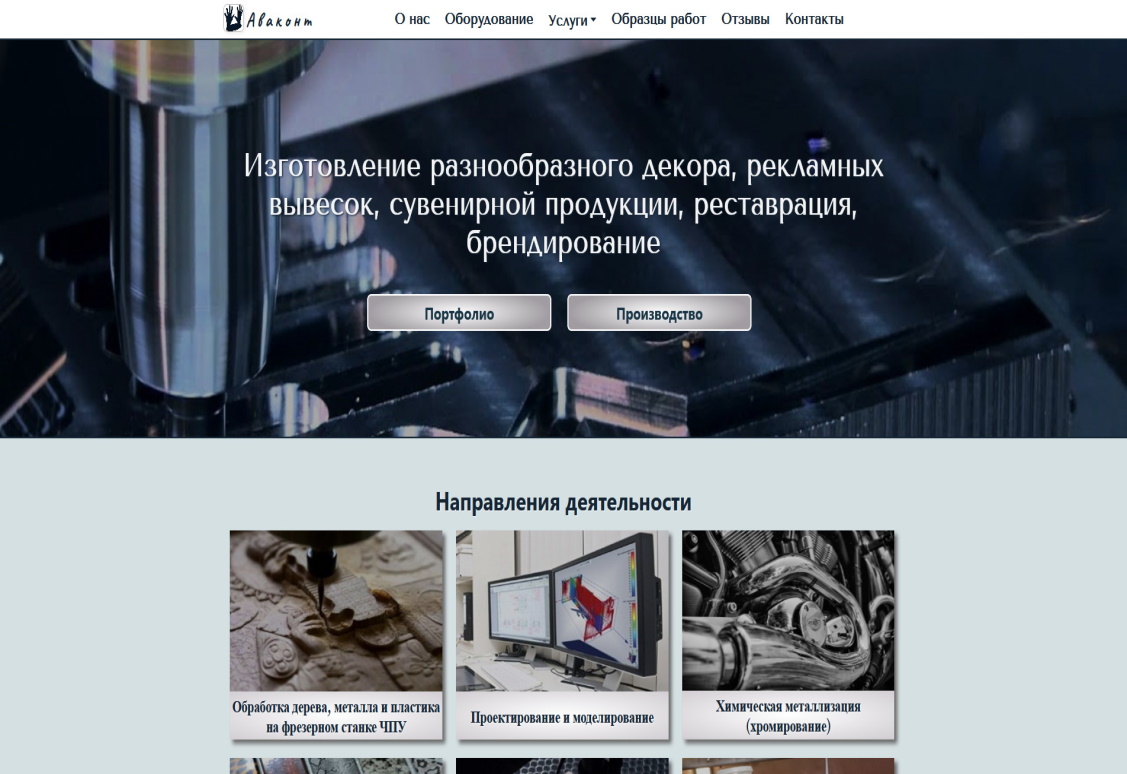 Аваконт
О нас Оборудование Услуги Образцы работ Отзывы Контакты
Изготовление разнообразного декора, рекламных
вывесок, сувенирной продукции, реставрация,
брендирование
Портфолио Производство
Направления деятельности
Обработка дерева, металла и пластика
на фрезерном станке ЧПУ
Проектирование и моделирование
Химическая металлизация
(хромирование)